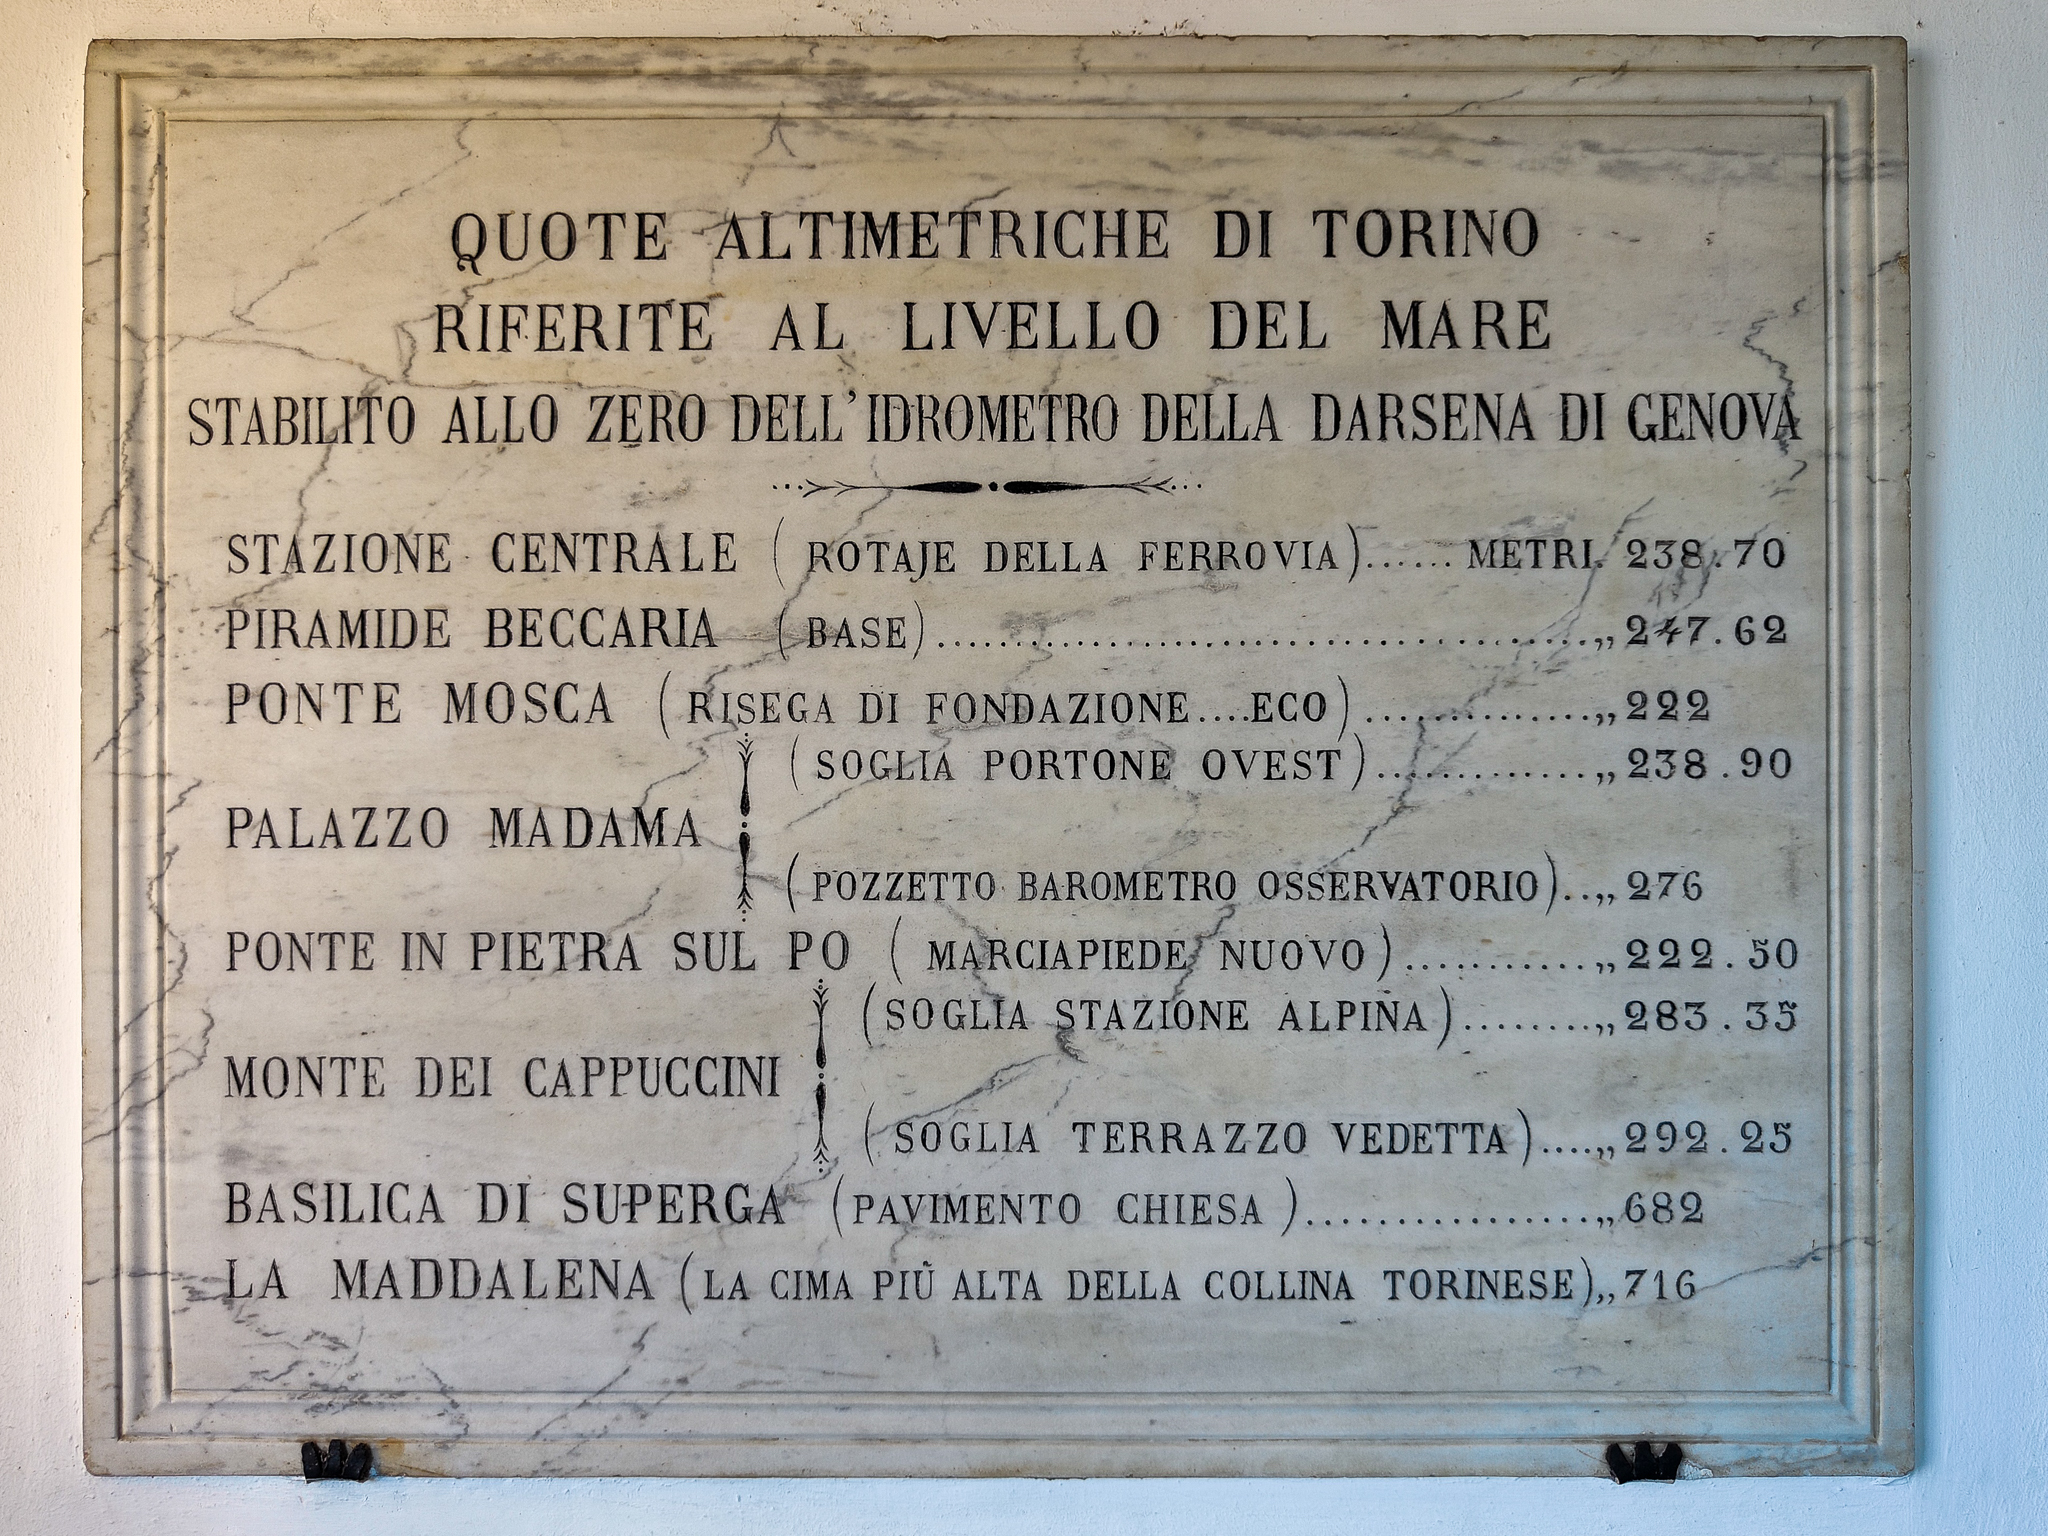 QUOTE ALTIMETRICHE DI TORINO
RIFERITE AL LIVELLO DEL MARE
STABILITO ALLO ZERO DELL'IDROMETRO DELLA DARSENA DI GENOVA
STAZIONE CENTRALE (ROTAJE DELLA FERROVIA)...... METRI. 238.70
PIRAMIDE BECCARIA (BASE)..........................................„247.62
PONTE MOSCA (RISEGA DI FONDAZIONE....ECO)...............„222
(SOGLIA PORTONE OVEST)..............„238.90
PALAZZO MADAMA
(POZZETTO BAROMETRO OSSERVATORIO)..„276
PONTE IN PIETRA SUL PO (MARCIAPIEDE NUOVO)............„222.50
(SOGLIA STAZIONE ALPINA)........„283.35
MONTE DEI CAPPUCCINI
(SOGLIA TERRAZZO VEDETTA)....„292.25
BASILICA DI SUPERGA (PAVIMENTO CHIESA).................„682
LA MADDALENA (LA CIMA PIÙ ALTA DELLA COLLINA TORINESE)„716